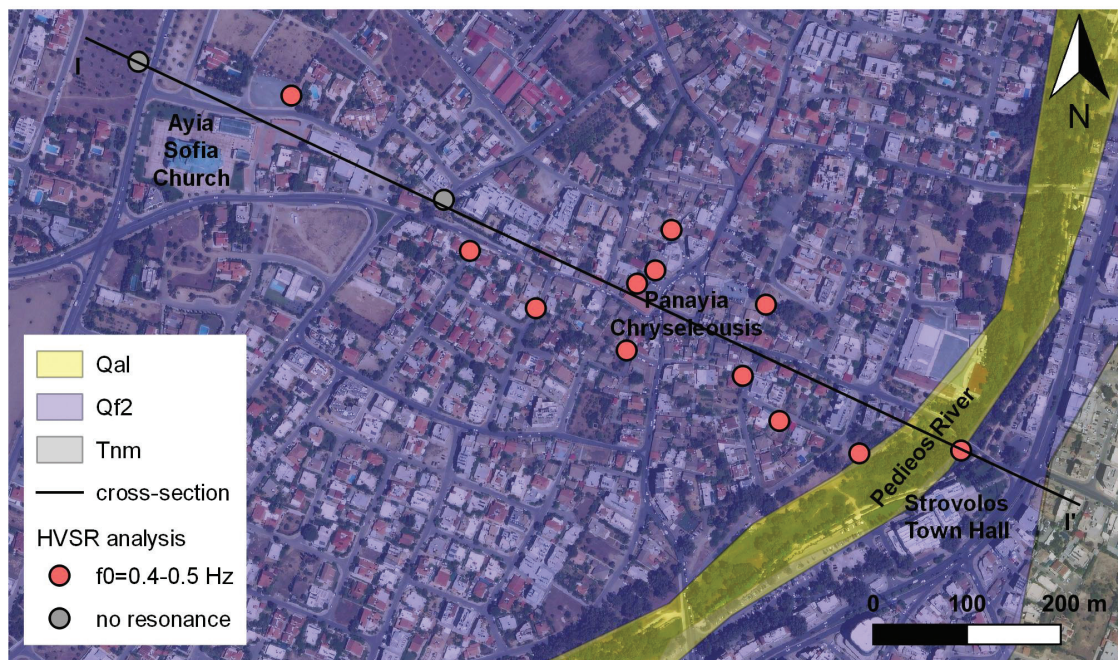 I
Ayia
Sofia
Church
N
Panayia
Chryseleousis
Pedieos River
Strovolos
Town Hall
I'
Qal
Qf2
Tnm
cross-section
HVSR analysis
f0=0.4-0.5 Hz
no resonance
0 100 200 m